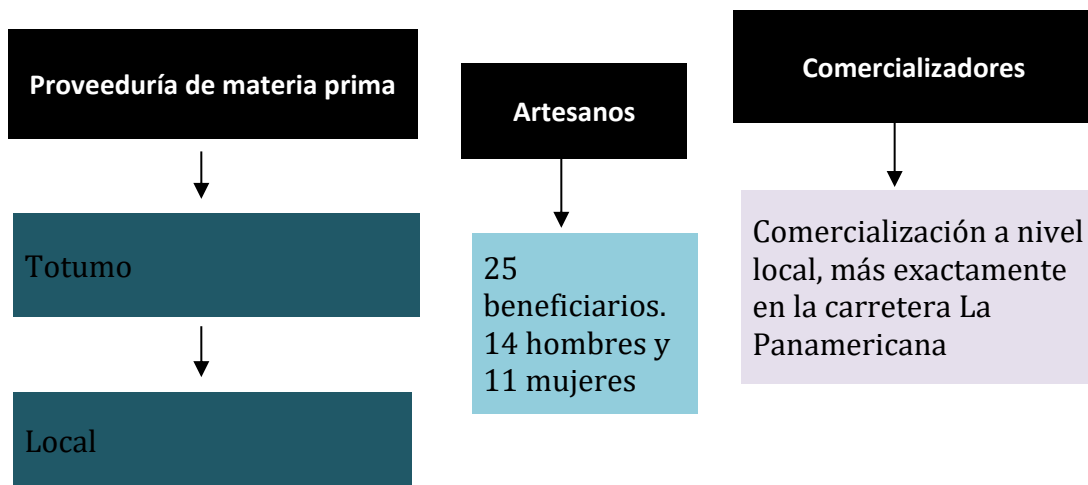 Proveeduría de materia prima
Totumo
Local
Artesanos
25
beneficiarios.
14 hombres y
11 mujeres
Comercializadores
Comercialización a nivel
local, más exactamente
en la carretera La
Panamericana